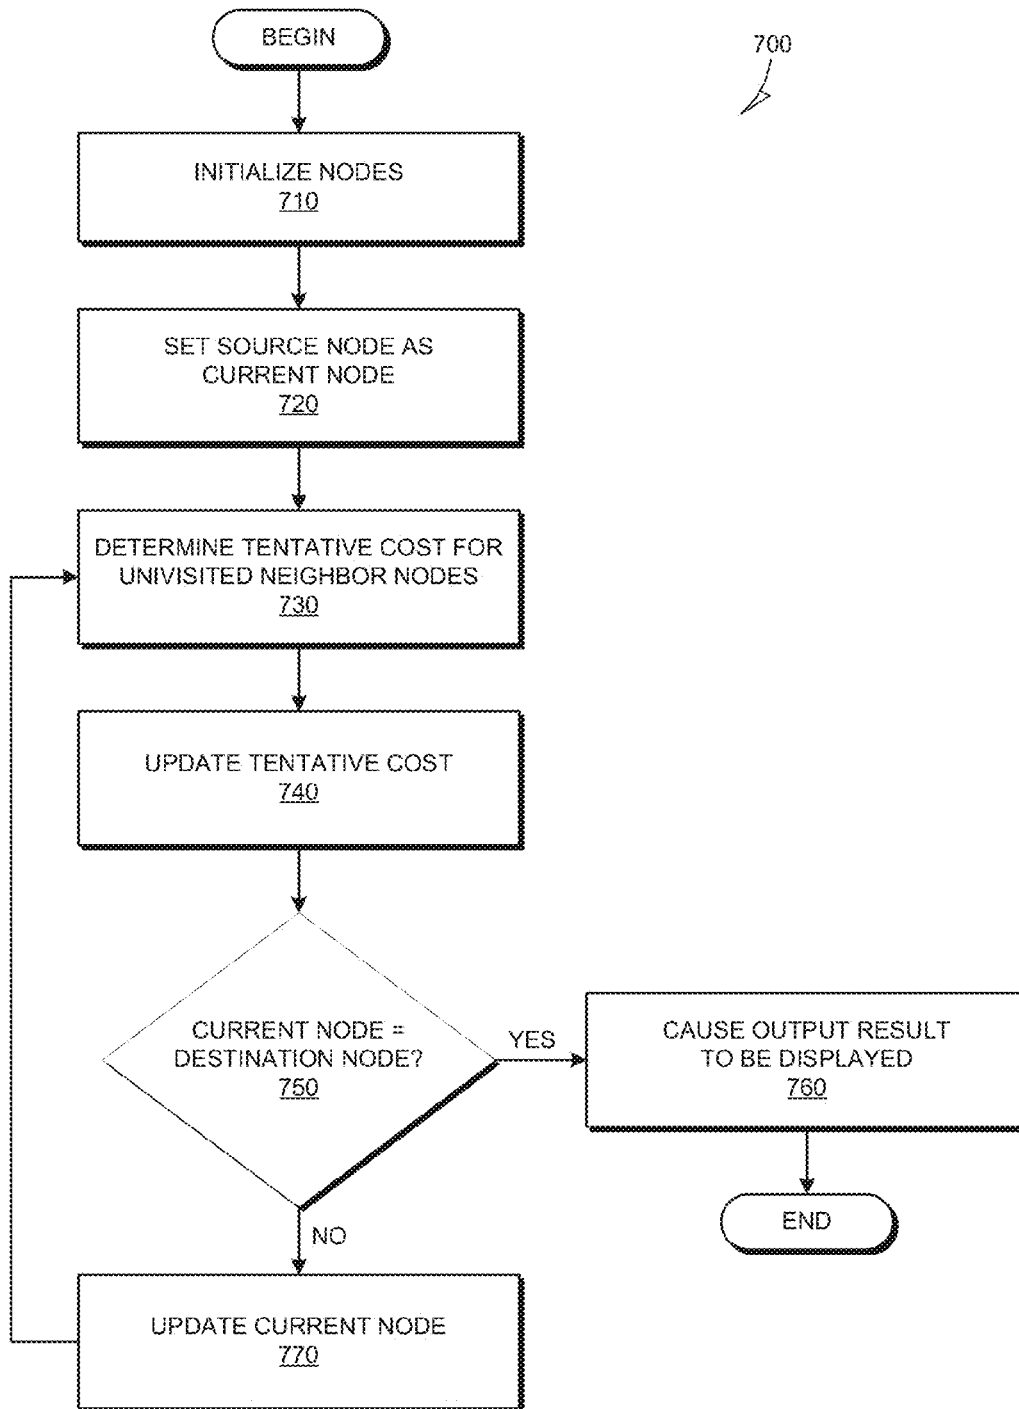 BEGIN
700
INITIALIZE NODES
710
SET SOURCE NODE AS
CURRENT NODE
720
DETERMINE TENTATIVE COST FOR
UNIVISITED NEIGHBOR NODES
730
UPDATE TENTATIVE COST
740
CURRENT NODE =
DESTINATION NODE?
750
YES
CAUSE OUTPUT RESULT
TO BE DISPLAYED
760
END
NO
UPDATE CURRENT NODE
770